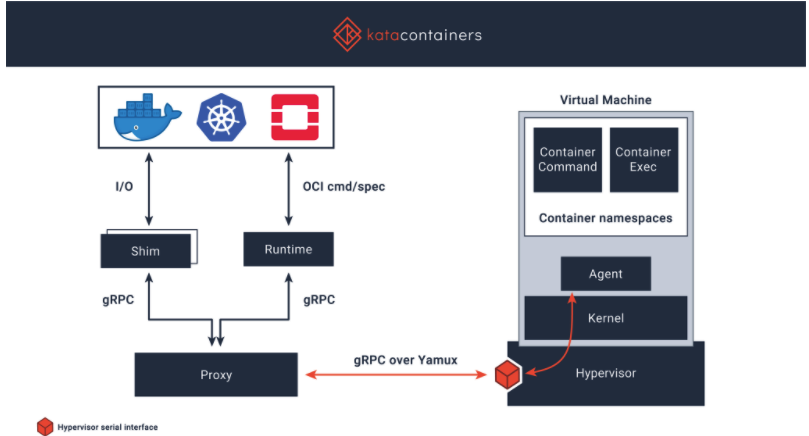 katacontainers
Virtual Machine
Container
Command
Container
Exec
Container namespaces
I/O
OCI cmd/spec
Shim
Runtime
Agent
gRPC
gRPC
Kernel
gRPC over Yamux
Proxy
Hypervisor
Hypervisor serial interface